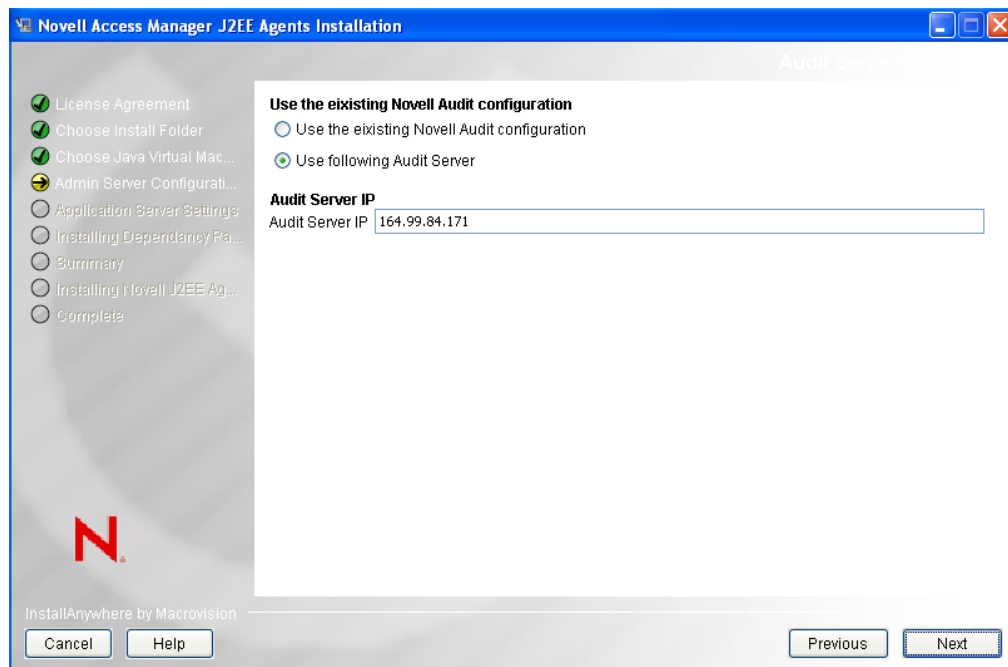 Novell Access Manager J2EE Agents Installation
Audit Server IP
License Agreement
Choose Install Folder
Choose Java Virtual Mac...
Admin Server Configurati...
Application Server Settings
Installing Dependancy Pa...
Summary
Installing Novell J2EE Ag...
Complete
Use the eixisting Novell Audit configuration
Use the eixisting Novell Audit configuration
Use following Audit Server
Audit Server IP
Audit Server IP 164.99.84.171
N
InstallAnywhere by Macrovision
Cancel Help Previous Next